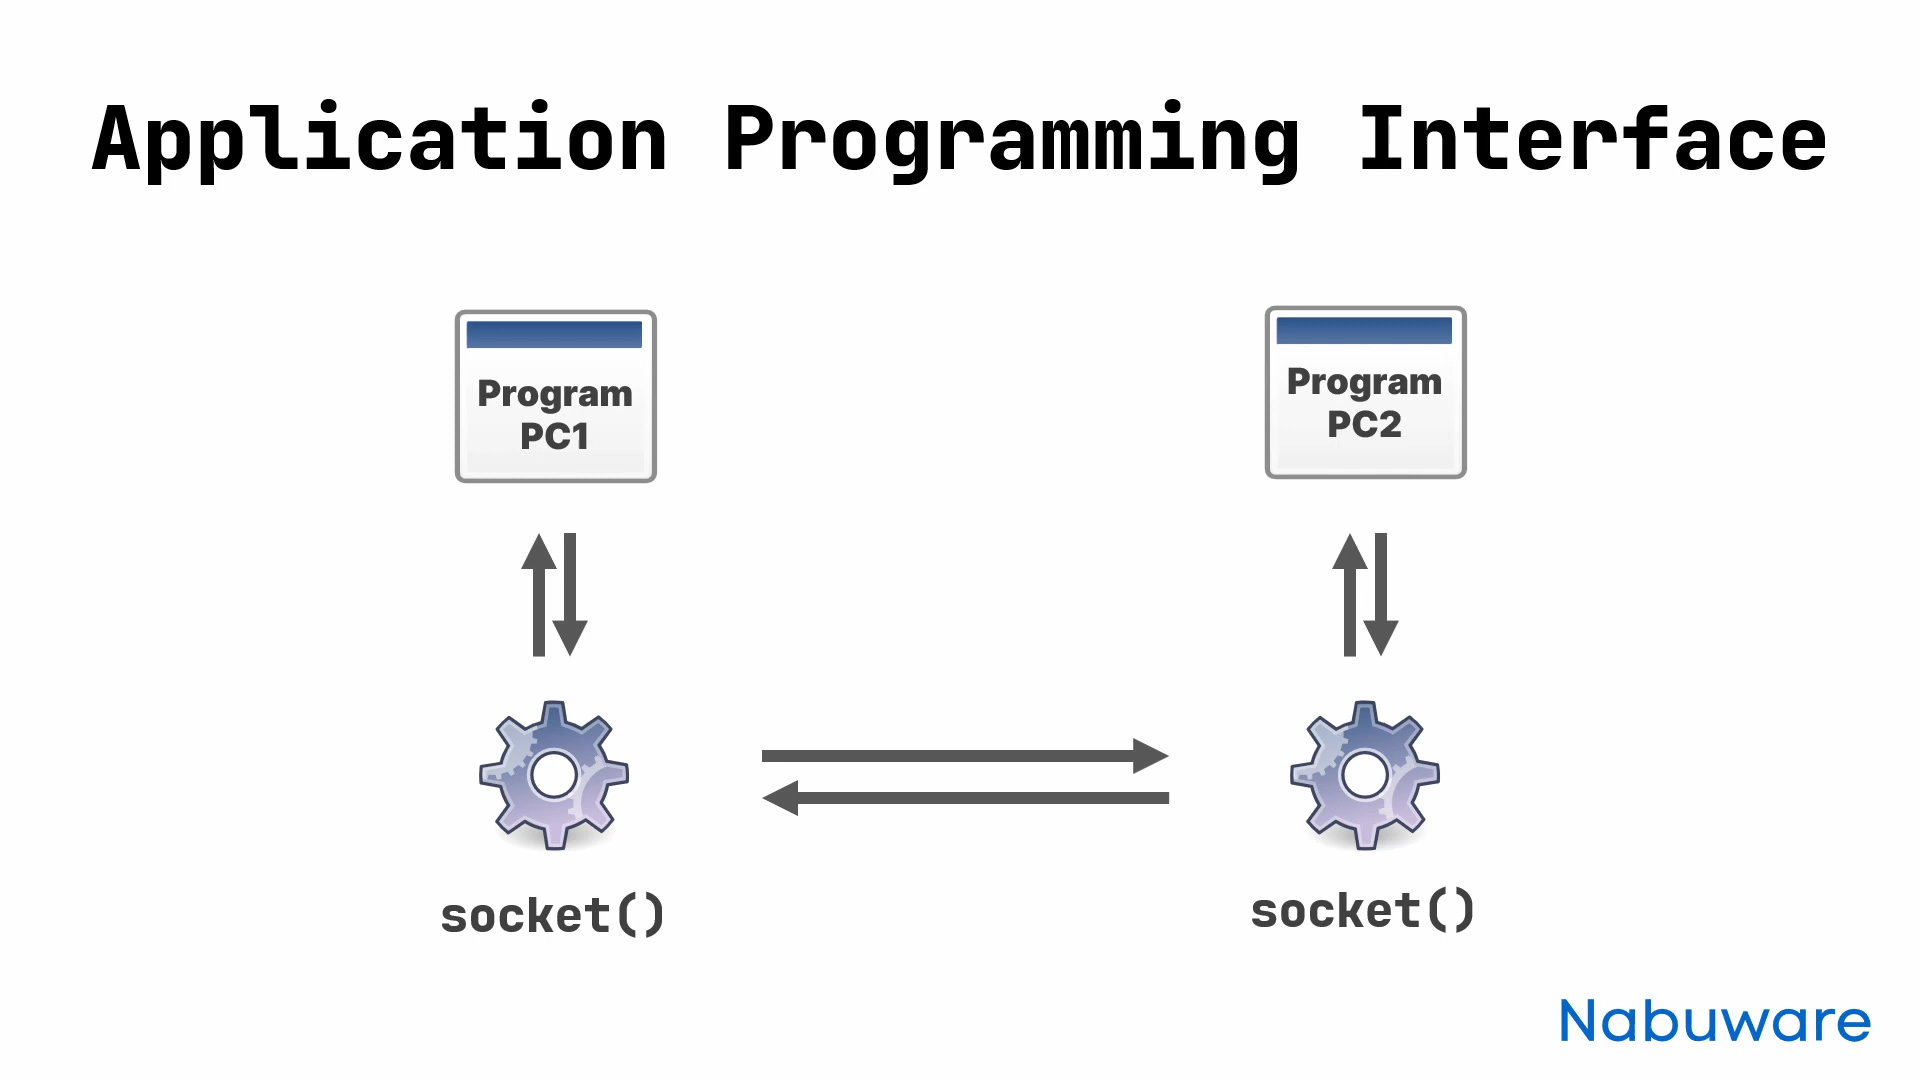 Application Programming Interface
Program
PC1
Program
PC2
socket()
socket()
Nabuware